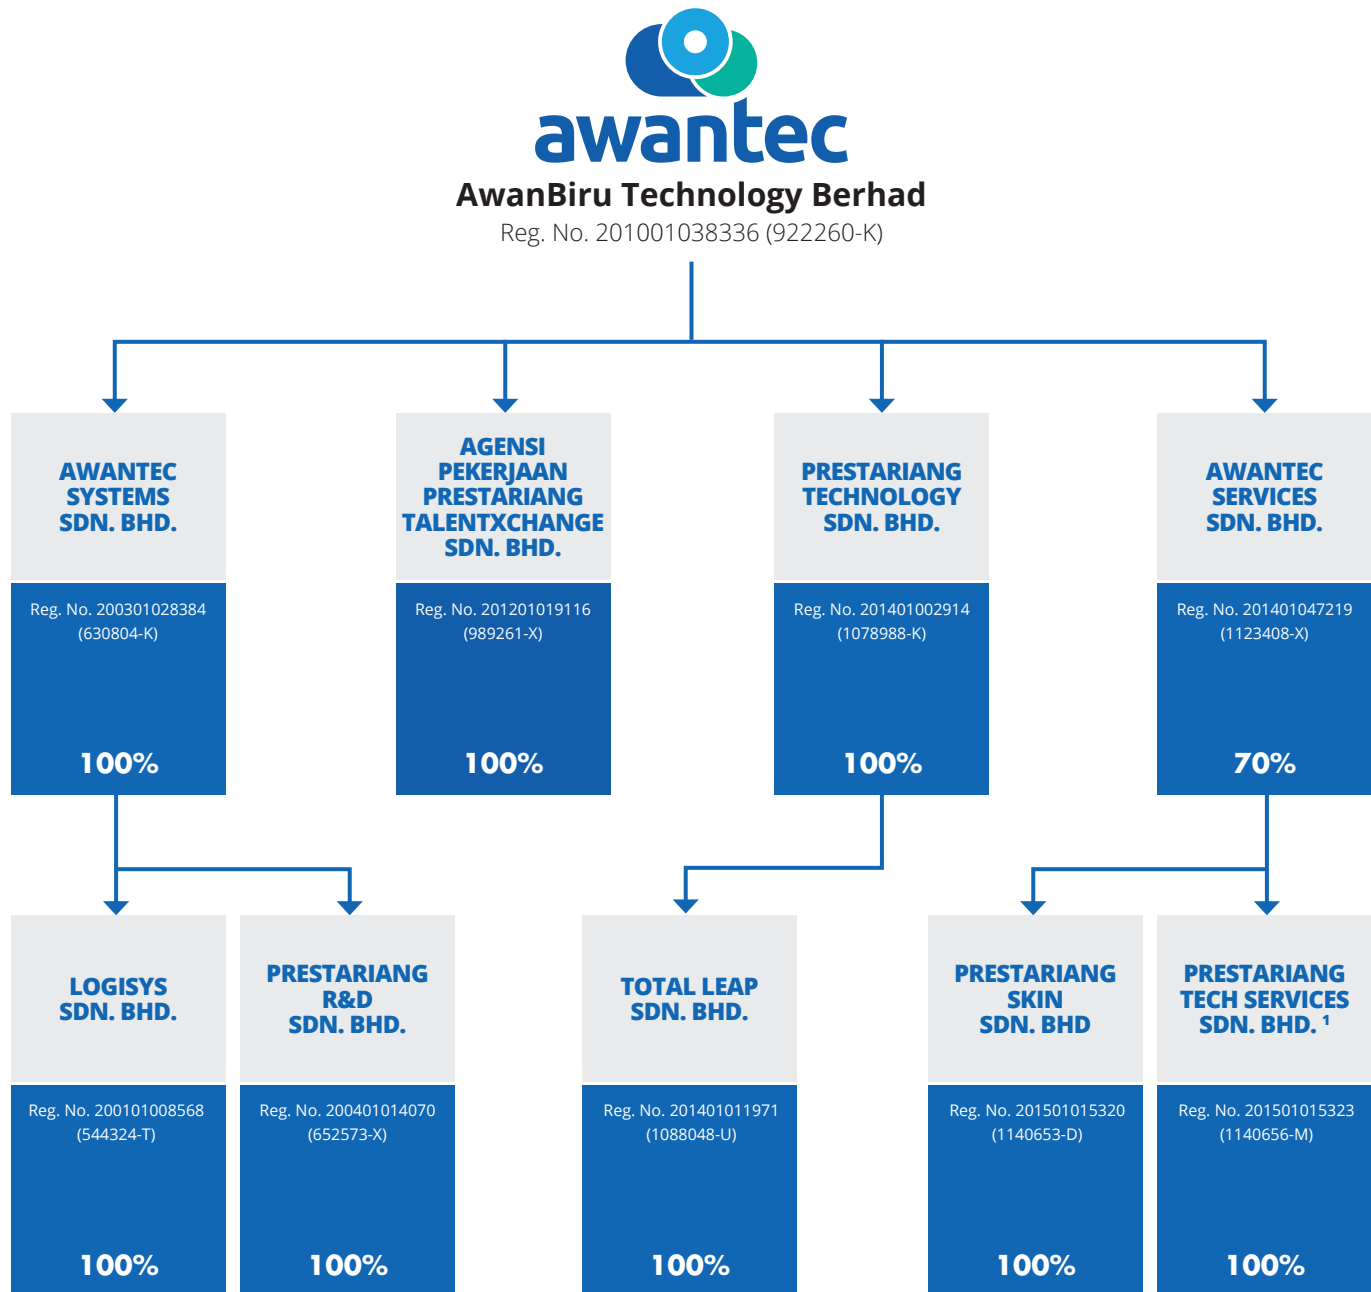 awantec
AwanBiru Technology Berhad
Reg. No. 201001038336 (922260-K)
AWANTEC
SYSTEMS
SDN. BHD.
Reg. No. 200301028384
(630804-K)
100%
AGENSI
PEKERJAAN
PRESTARIANG
TALENTXCHANGE
SDN. BHD.
Reg. No. 201201019116
(989261-X)
100%
PRESTARIANG
TECHNOLOGY
SDN. BHD.
Reg. No. 201401002914
(1078988-K)
100%
AWANTEC
SERVICES
SDN. BHD.
Reg. No. 201401047219
(1123408-X)
70%
LOGISYS
SDN. BHD.
Reg. No. 200101008568
(544324-T)
100%
PRESTARIANG
R&D
SDN. BHD.
Reg. No. 200401014070
(652573-X)
100%
TOTAL LEAP
SDN. BHD.
Reg. No. 201401011971
(1088048-U)
100%
PRESTARIANG
SKIN
SDN. BHD
Reg. No. 201501015320
(1140653-D)
100%
PRESTARIANG
TECH SERVICES
SDN. BHD. ¹
Reg. No. 201501015323
(1140656-M)
100%